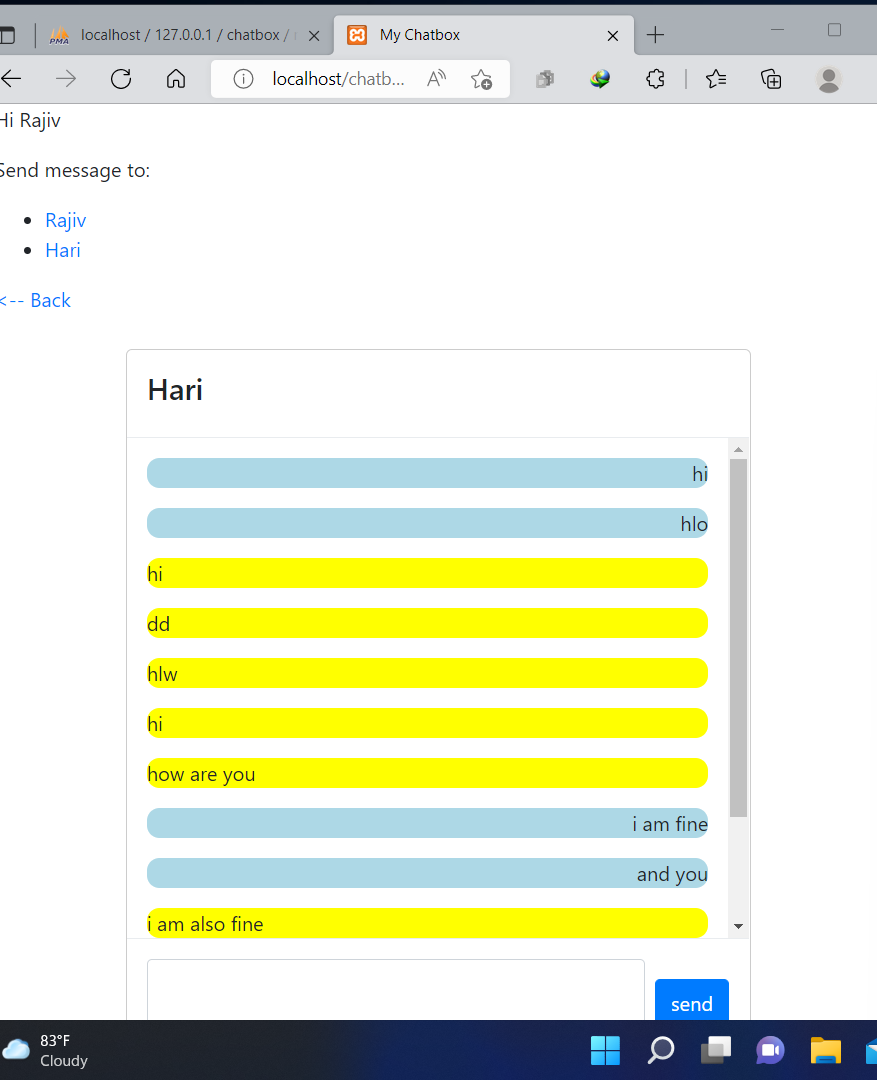 localhost / 127.0.0.1 / chatbox /
My Chatbox
localhost/chatb...
Hi Rajiv
Send message to:
Rajiv
Hari
<-- Back
Hari
hi
hlo
hi
dd
hlw
hi
how are you
i am fine
and you
i am also fine
send
83°F
Cloudy